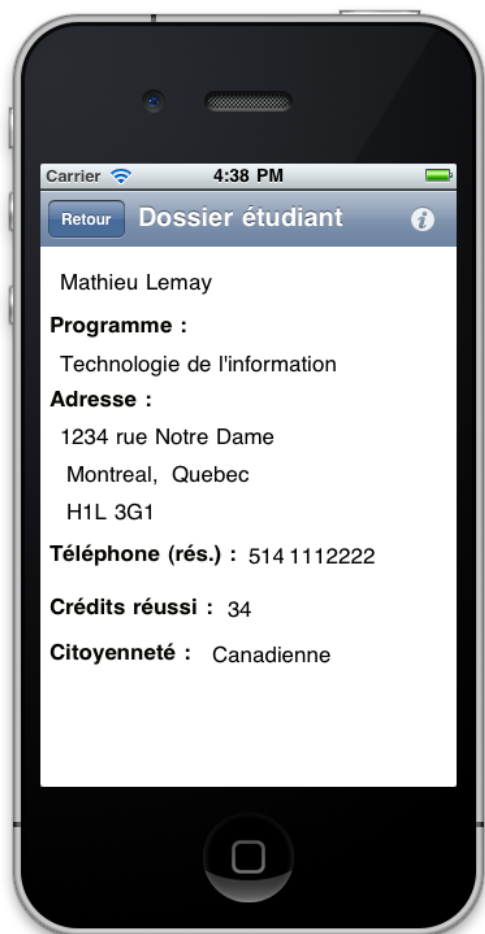 Carrier 4:38 PM
Retour Dossier étudiant i
Mathieu Lemay
Programme :
Technologie de l'information
Adresse :
1234 rue Notre Dame
Montreal, Quebec
H1L 3G1
Téléphone (rés.) : 514 1112222
Crédits réussi : 34
Citoyenneté : Canadienne